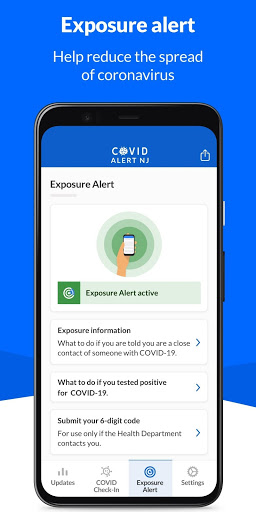 Exposure alert
Help reduce the spread
of coronavirus
COVID
ALERT NJ
Exposure Alert
Exposure Alert active
Exposure information
What to do if you are told you are a close
contact of someone with COVID-19.
What to do if you tested positive
for COVID-19.
Submit your 6-digit code
For use only if the Health Department
contacts you.
Updates
COVID
Check-In
Exposure
Alert
Settings